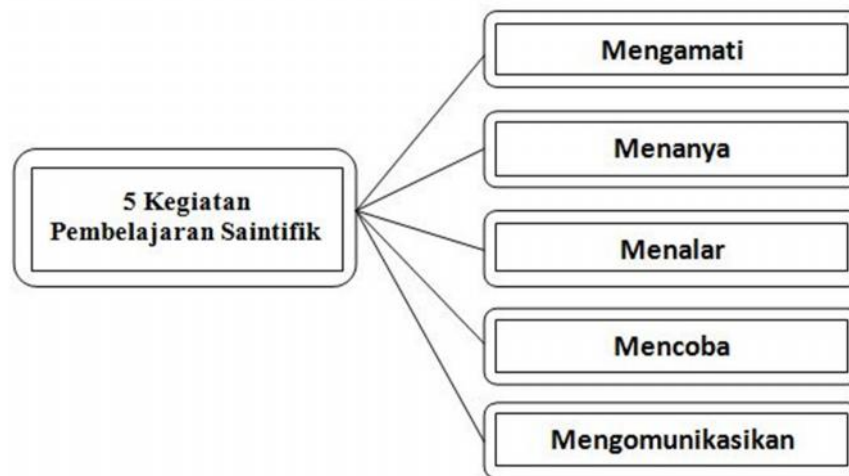 5 Kegiatan
Pembelajaran Saintifik
Mengamati
Menanya
Menalar
Mencoba
Mengomunikasikan